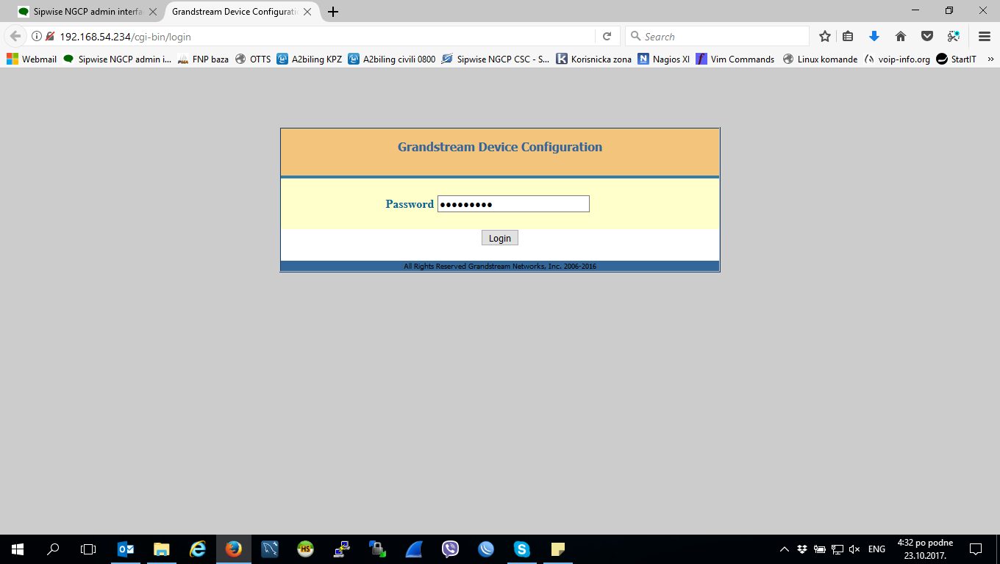 Sipwise NGCP admin interfa
Grandstream Device Configurati
192.168.54.234/cgi-bin/login
Search
Webmail
Sipwise NGCP admin i...
FNP baza
OTTS
A2biling KPZ
A2biling civili 0800
Sipwise NGCP CSC - S...
Korisnicka zona
Nagios XI
Vim Commands
Linux komande
voip-info.org
StartIT
Grandstream Device Configuration
Password
Login
All Rights Reserved Grandstream Networks, Inc. 2006-2016
HS
ENG
4:32 po podne
23.10.2017.